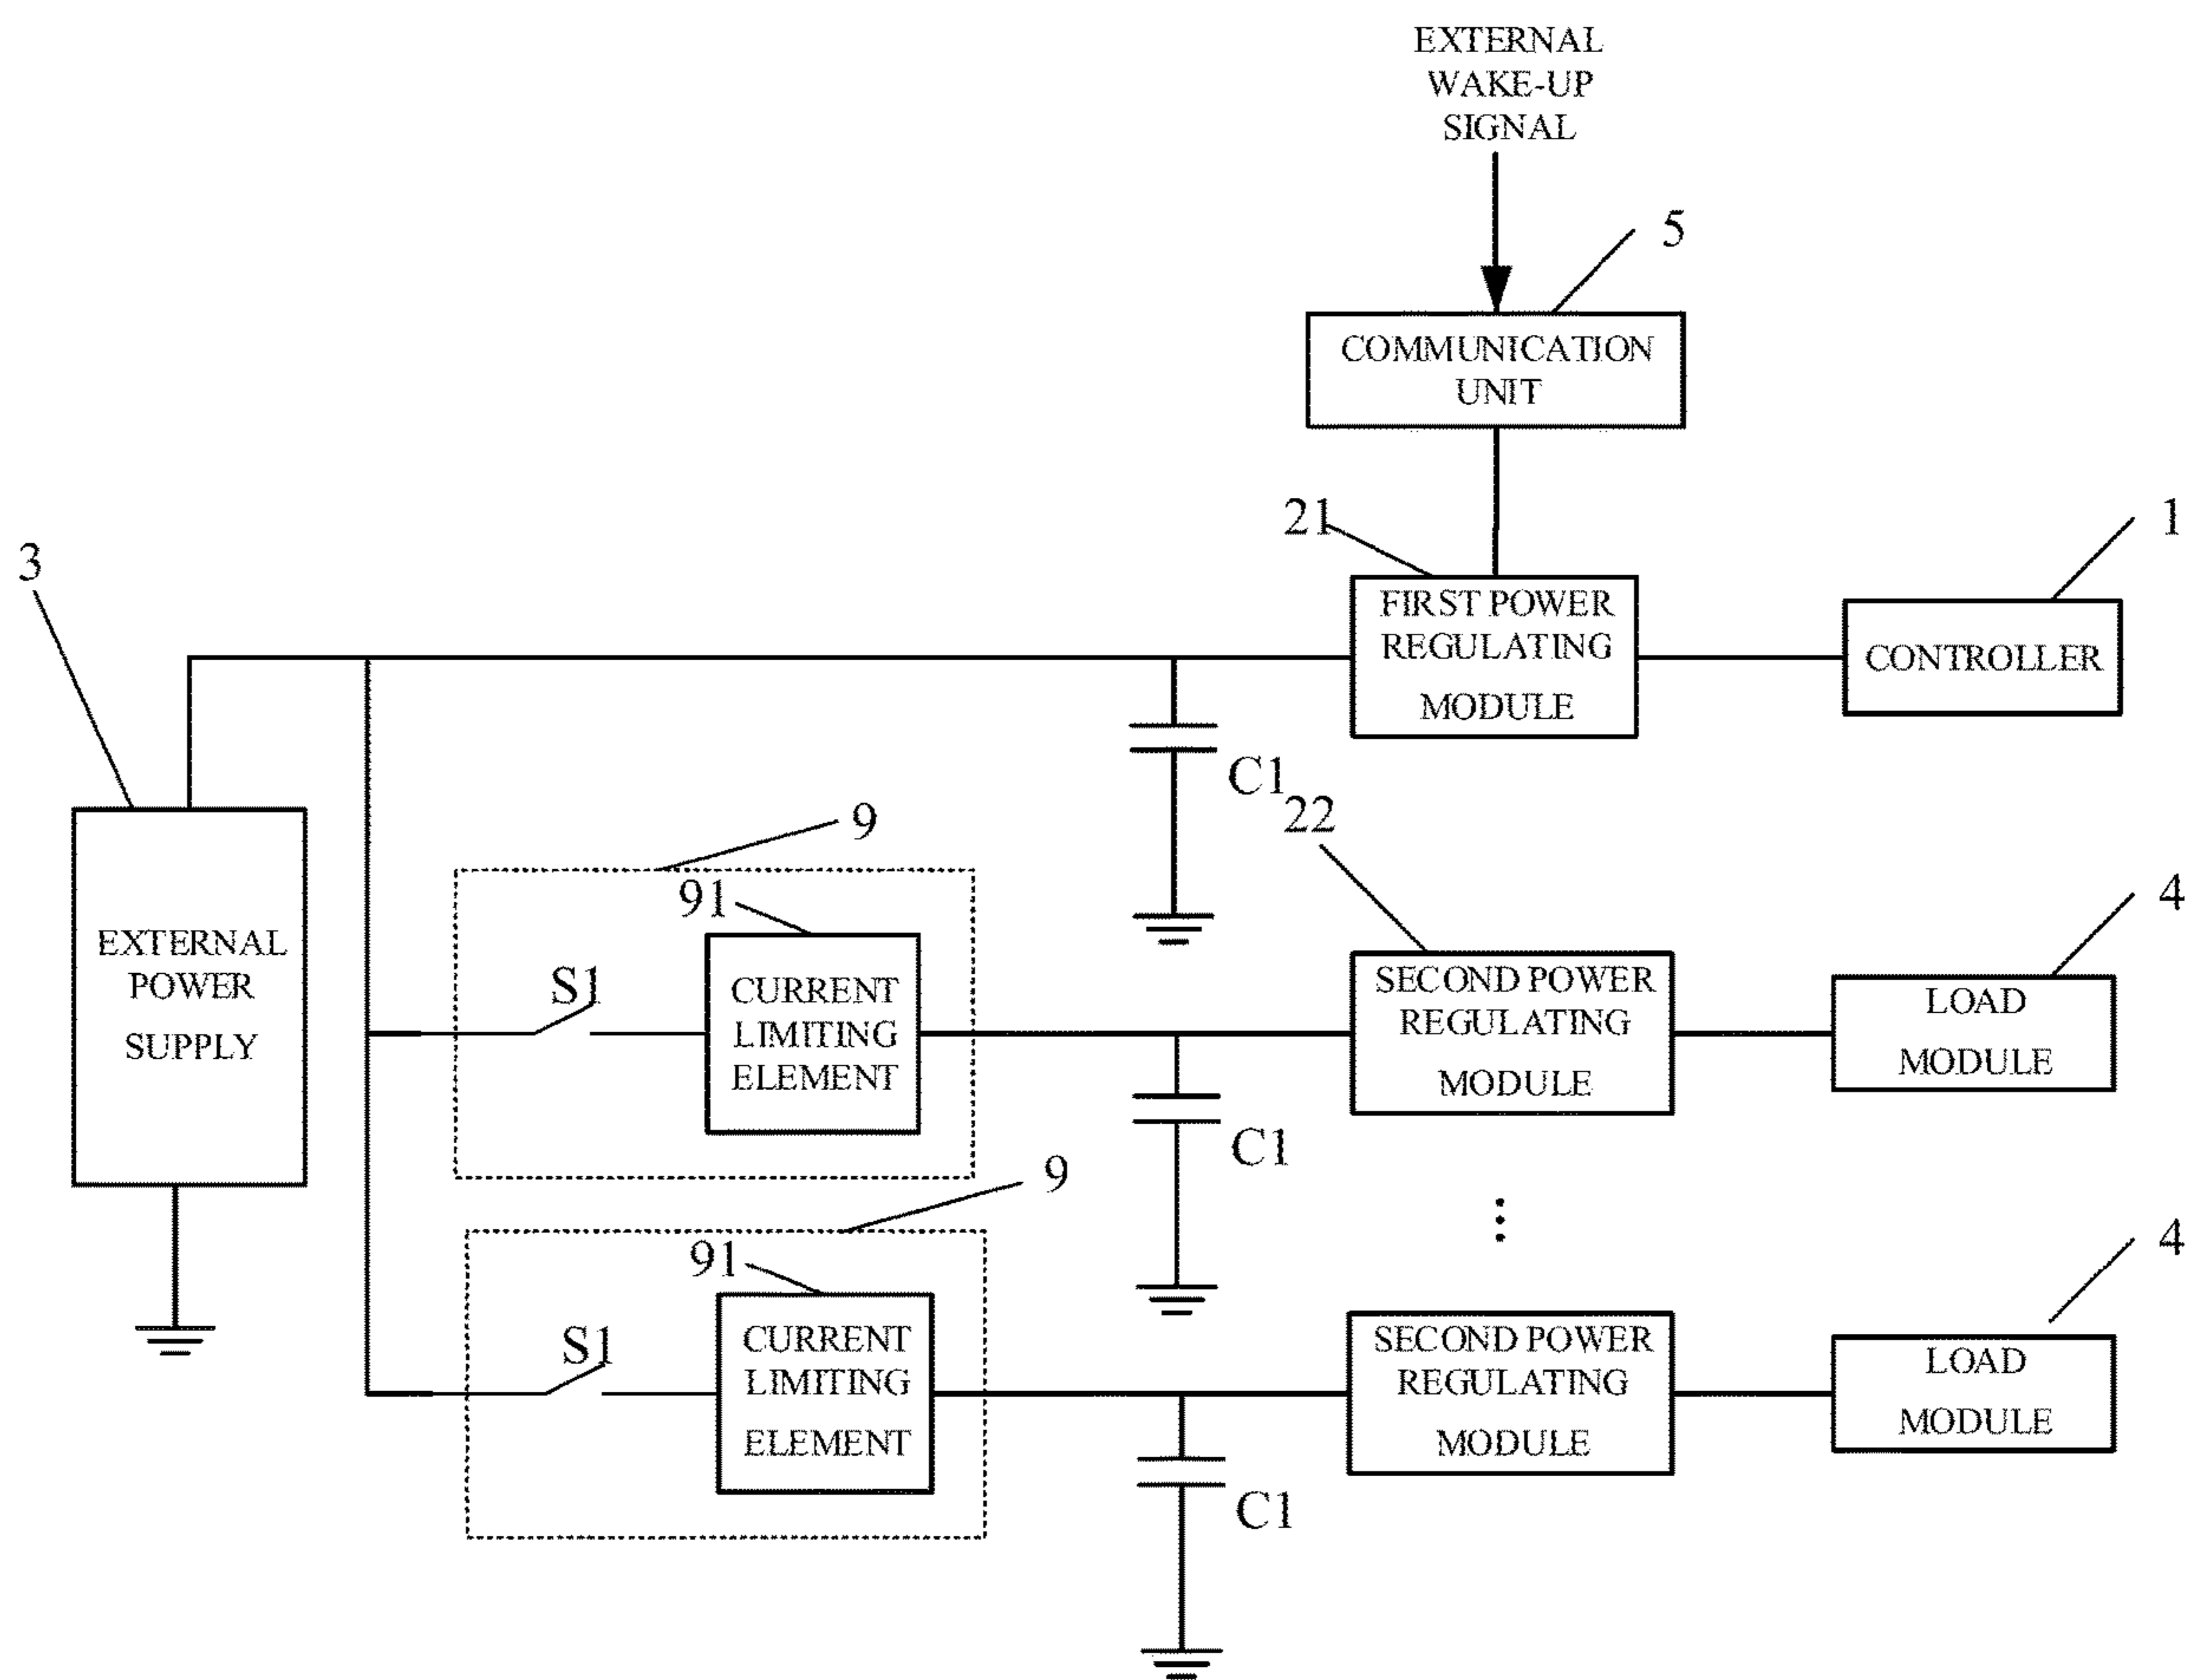 EXTERNAL
WAKE-UP
SIGNAL
5
COMMUNICATION
UNIT
21
1
3
FIRST POWER
REGULATING
MODULE
CONTROLLER
C1
22
9
91
4
EXTERNAL
POWER
SUPPLY
S1
CURRENT
LIMITING
ELEMENT
SECOND POWER
REGULATING
MODULE
LOAD
MODULE
C1
9
91
4
S1
CURRENT
LIMITING
ELEMENT
SECOND POWER
REGULATING
MODULE
LOAD
MODULE
C1